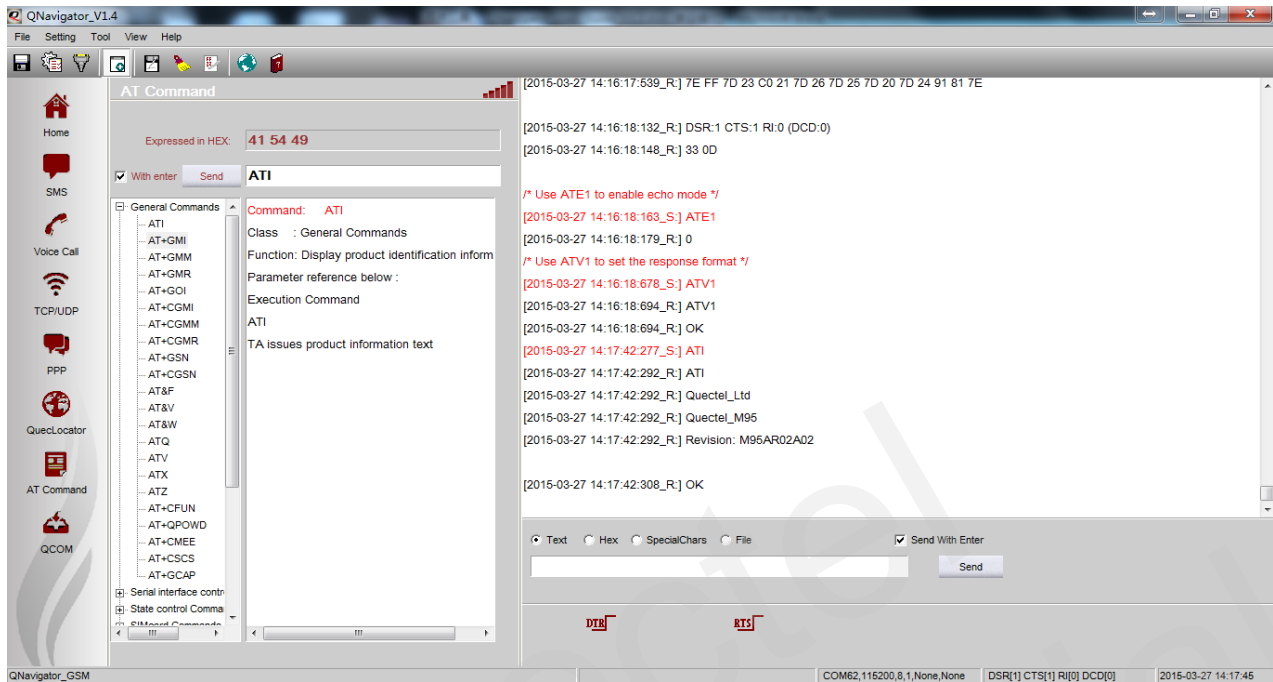 QNavigator_V1.4
File Setting Tool View Help
Home
SMS
Voice Call
TCP/UDP
PPP
QuecLocator
AT Command
QCOM
AT Command
Expressed in HEX: 41 54 49
With enter Send ATI
General Commands
ATI
AT+GMI
AT+GMM
AT+GMR
AT+GOI
AT+CGMI
AT+CGMM
AT+CGMR
AT+GSN
AT+CGSN
AT&F
AT&V
AT&W
ATQ
ATV
ATX
ATZ
AT+CFUN
AT+QPOWD
AT+CMEE
AT+CSCS
AT+GCAP
Serial interface contr
State control Comma
SIMcard Commands
Command: ATI
Class : General Commands
Function: Display product identification inform
Parameter reference below :
Execution Command
ATI
TA issues product information text
[2015-03-27 14:16:17:539_R:] 7E FF 7D 23 C0 21 7D 26 7D 25 7D 20 7D 24 91 81 7E
[2015-03-27 14:16:18:132_R:] DSR:1 CTS:1 RI:0 (DCD:0)
[2015-03-27 14:16:18:148_R:] 33 0D
/* Use ATE1 to enable echo mode */
[2015-03-27 14:16:18:163_S:] ATE1
[2015-03-27 14:16:18:179_R:] 0
/* Use ATV1 to set the response format */
[2015-03-27 14:16:18:678_S:] ATV1
[2015-03-27 14:16:18:694_R:] ATV1
[2015-03-27 14:16:18:694_R:] OK
[2015-03-27 14:17:42:277_S:] ATI
[2015-03-27 14:17:42:292_R:] ATI
[2015-03-27 14:17:42:292_R:] Quectel_Ltd
[2015-03-27 14:17:42:292_R:] Quectel_M95
[2015-03-27 14:17:42:292_R:] Revision: M95AR02A02
[2015-03-27 14:17:42:308_R:] OK
Text Hex SpecialChars File Send With Enter
Send
DTR RTS
QNavigator_GSM COM62,115200,8,1,None,None DSR[1] CTS[1] RI[0] DCD[0] 2015-03-27 14:17:45